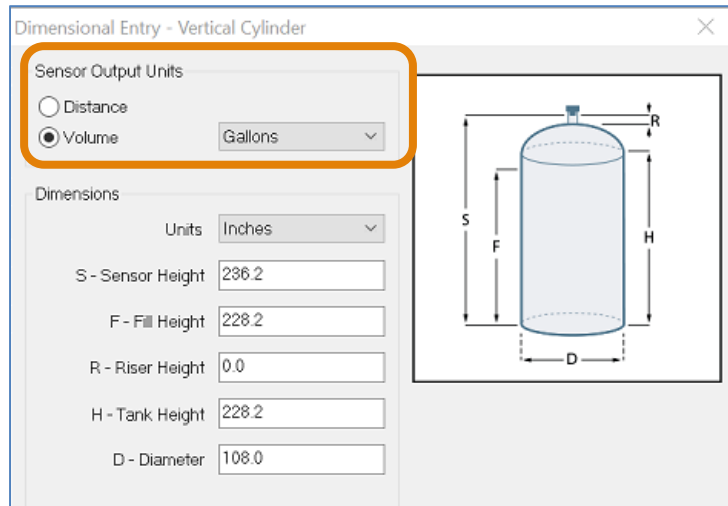 Dimensional Entry - Vertical Cylinder
Sensor Output Units
Distance
Volume Gallons
Dimensions
Units Inches
S - Sensor Height 236.2
F - Fill Height 228.2
R - Riser Height 0.0
H - Tank Height 228.2
D - Diameter 108.0
R
S
F
H
D